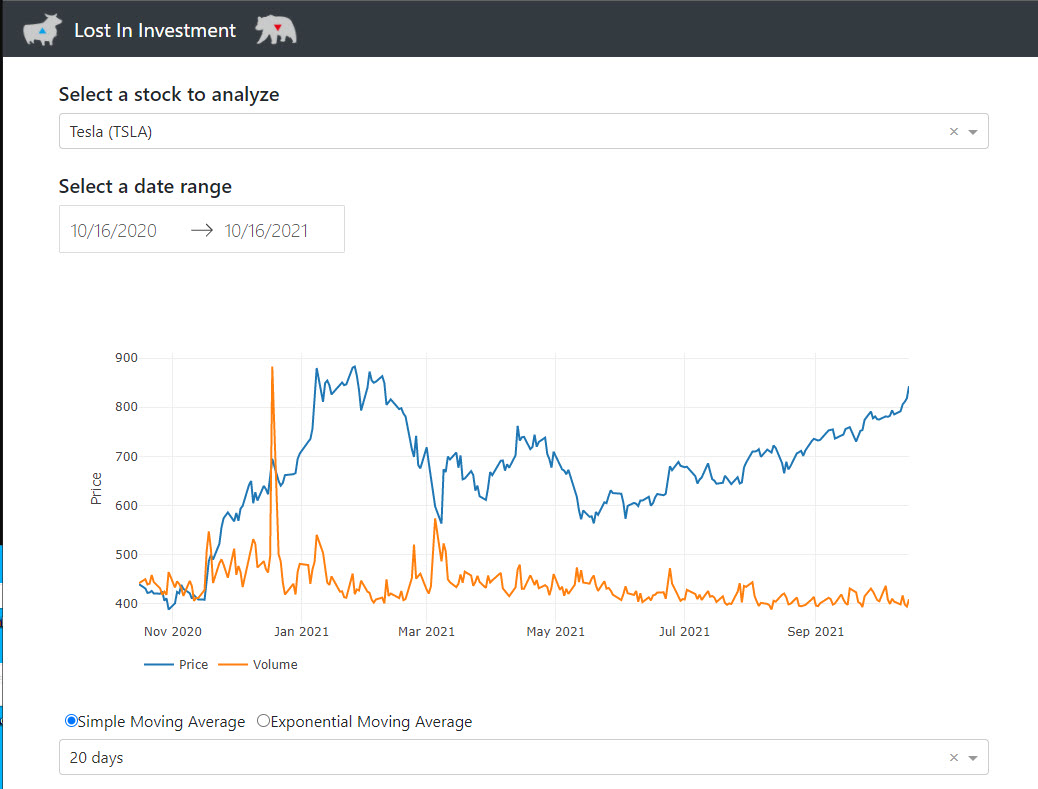 Lost In Investment
Select a stock to analyze
Tesla (TSLA)
Select a date range
10/16/2020 → 10/16/2021
900
800
700
600
500
400
Price
Nov 2020 Jan 2021 Mar 2021 May 2021 Jul 2021 Sep 2021
Price Volume
Simple Moving Average Exponential Moving Average
20 days